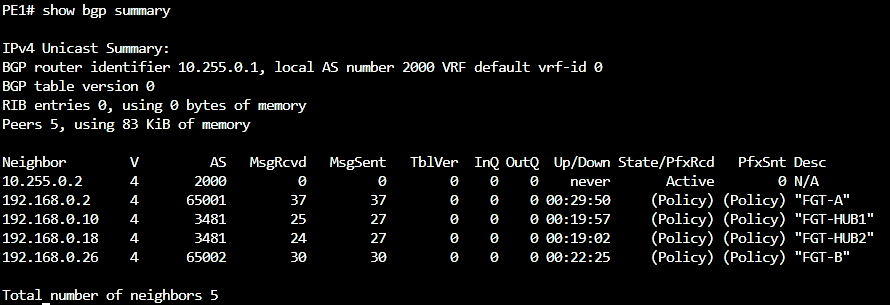 PE1# show bgp summary
IPv4 Unicast Summary:
BGP router identifier 10.255.0.1, local AS number 2000 VRF default vrf-id 0
BGP table version 0
RIB entries 0, using 0 bytes of memory
Peers 5, using 83 KiB of memory
Neighbor V AS MsgRcvd MsgSent TblVer InQ OutQ Up/Down State/PfxRcd PfxSnt Desc
10.255.0.2 4 2000 0 0 0 0 0 never Active 0 N/A
192.168.0.2 4 65001 37 37 0 0 0 00:29:50 (Policy) (Policy) "FGT-A"
192.168.0.10 4 3481 25 27 0 0 0 00:19:57 (Policy) (Policy) "FGT-HUB1"
192.168.0.18 4 3481 24 27 0 0 0 00:19:02 (Policy) (Policy) "FGT-HUB2"
192.168.0.26 4 65002 30 30 0 0 0 00:22:25 (Policy) (Policy) "FGT-B"
Total number of neighbors 5